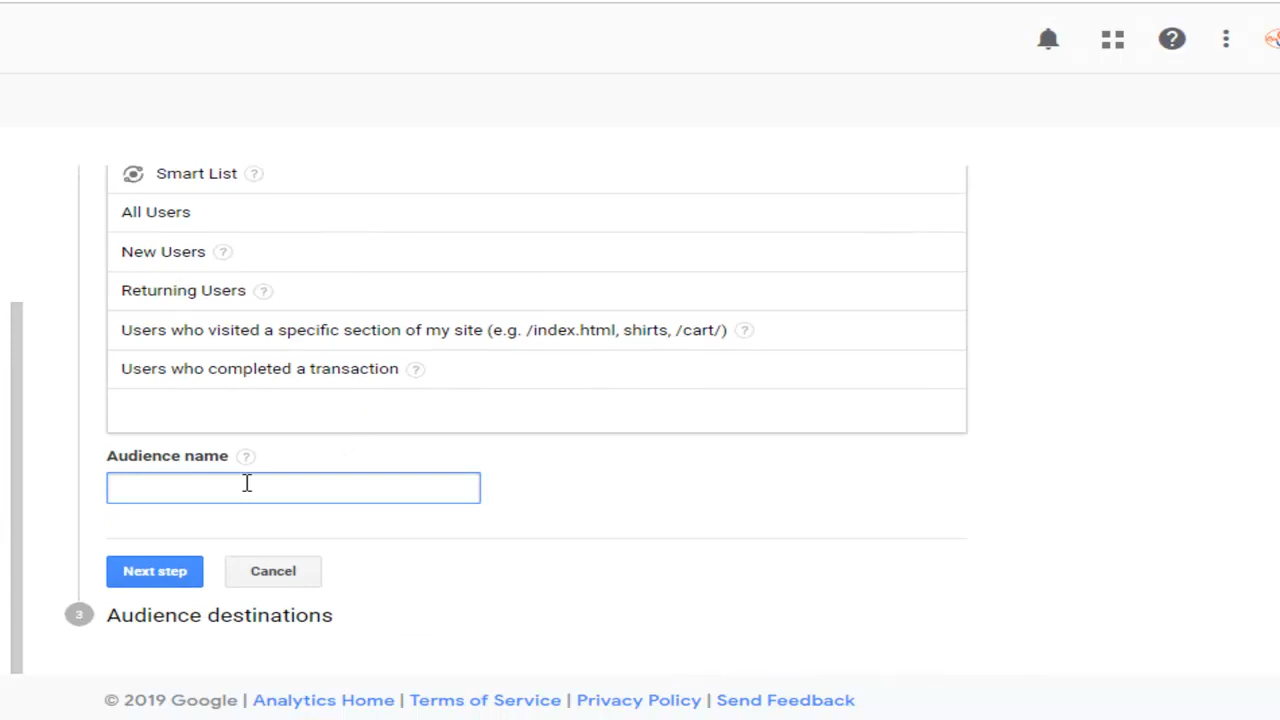 Smart List ?
All Users
New Users ?
Returning Users ?
Users who visited a specific section of my site (e.g. /index.html, shirts, /cart/) ?
Users who completed a transaction ?
Audience name ?
Next step Cancel
3 Audience destinations
© 2019 Google | Analytics Home | Terms of Service | Privacy Policy | Send Feedback